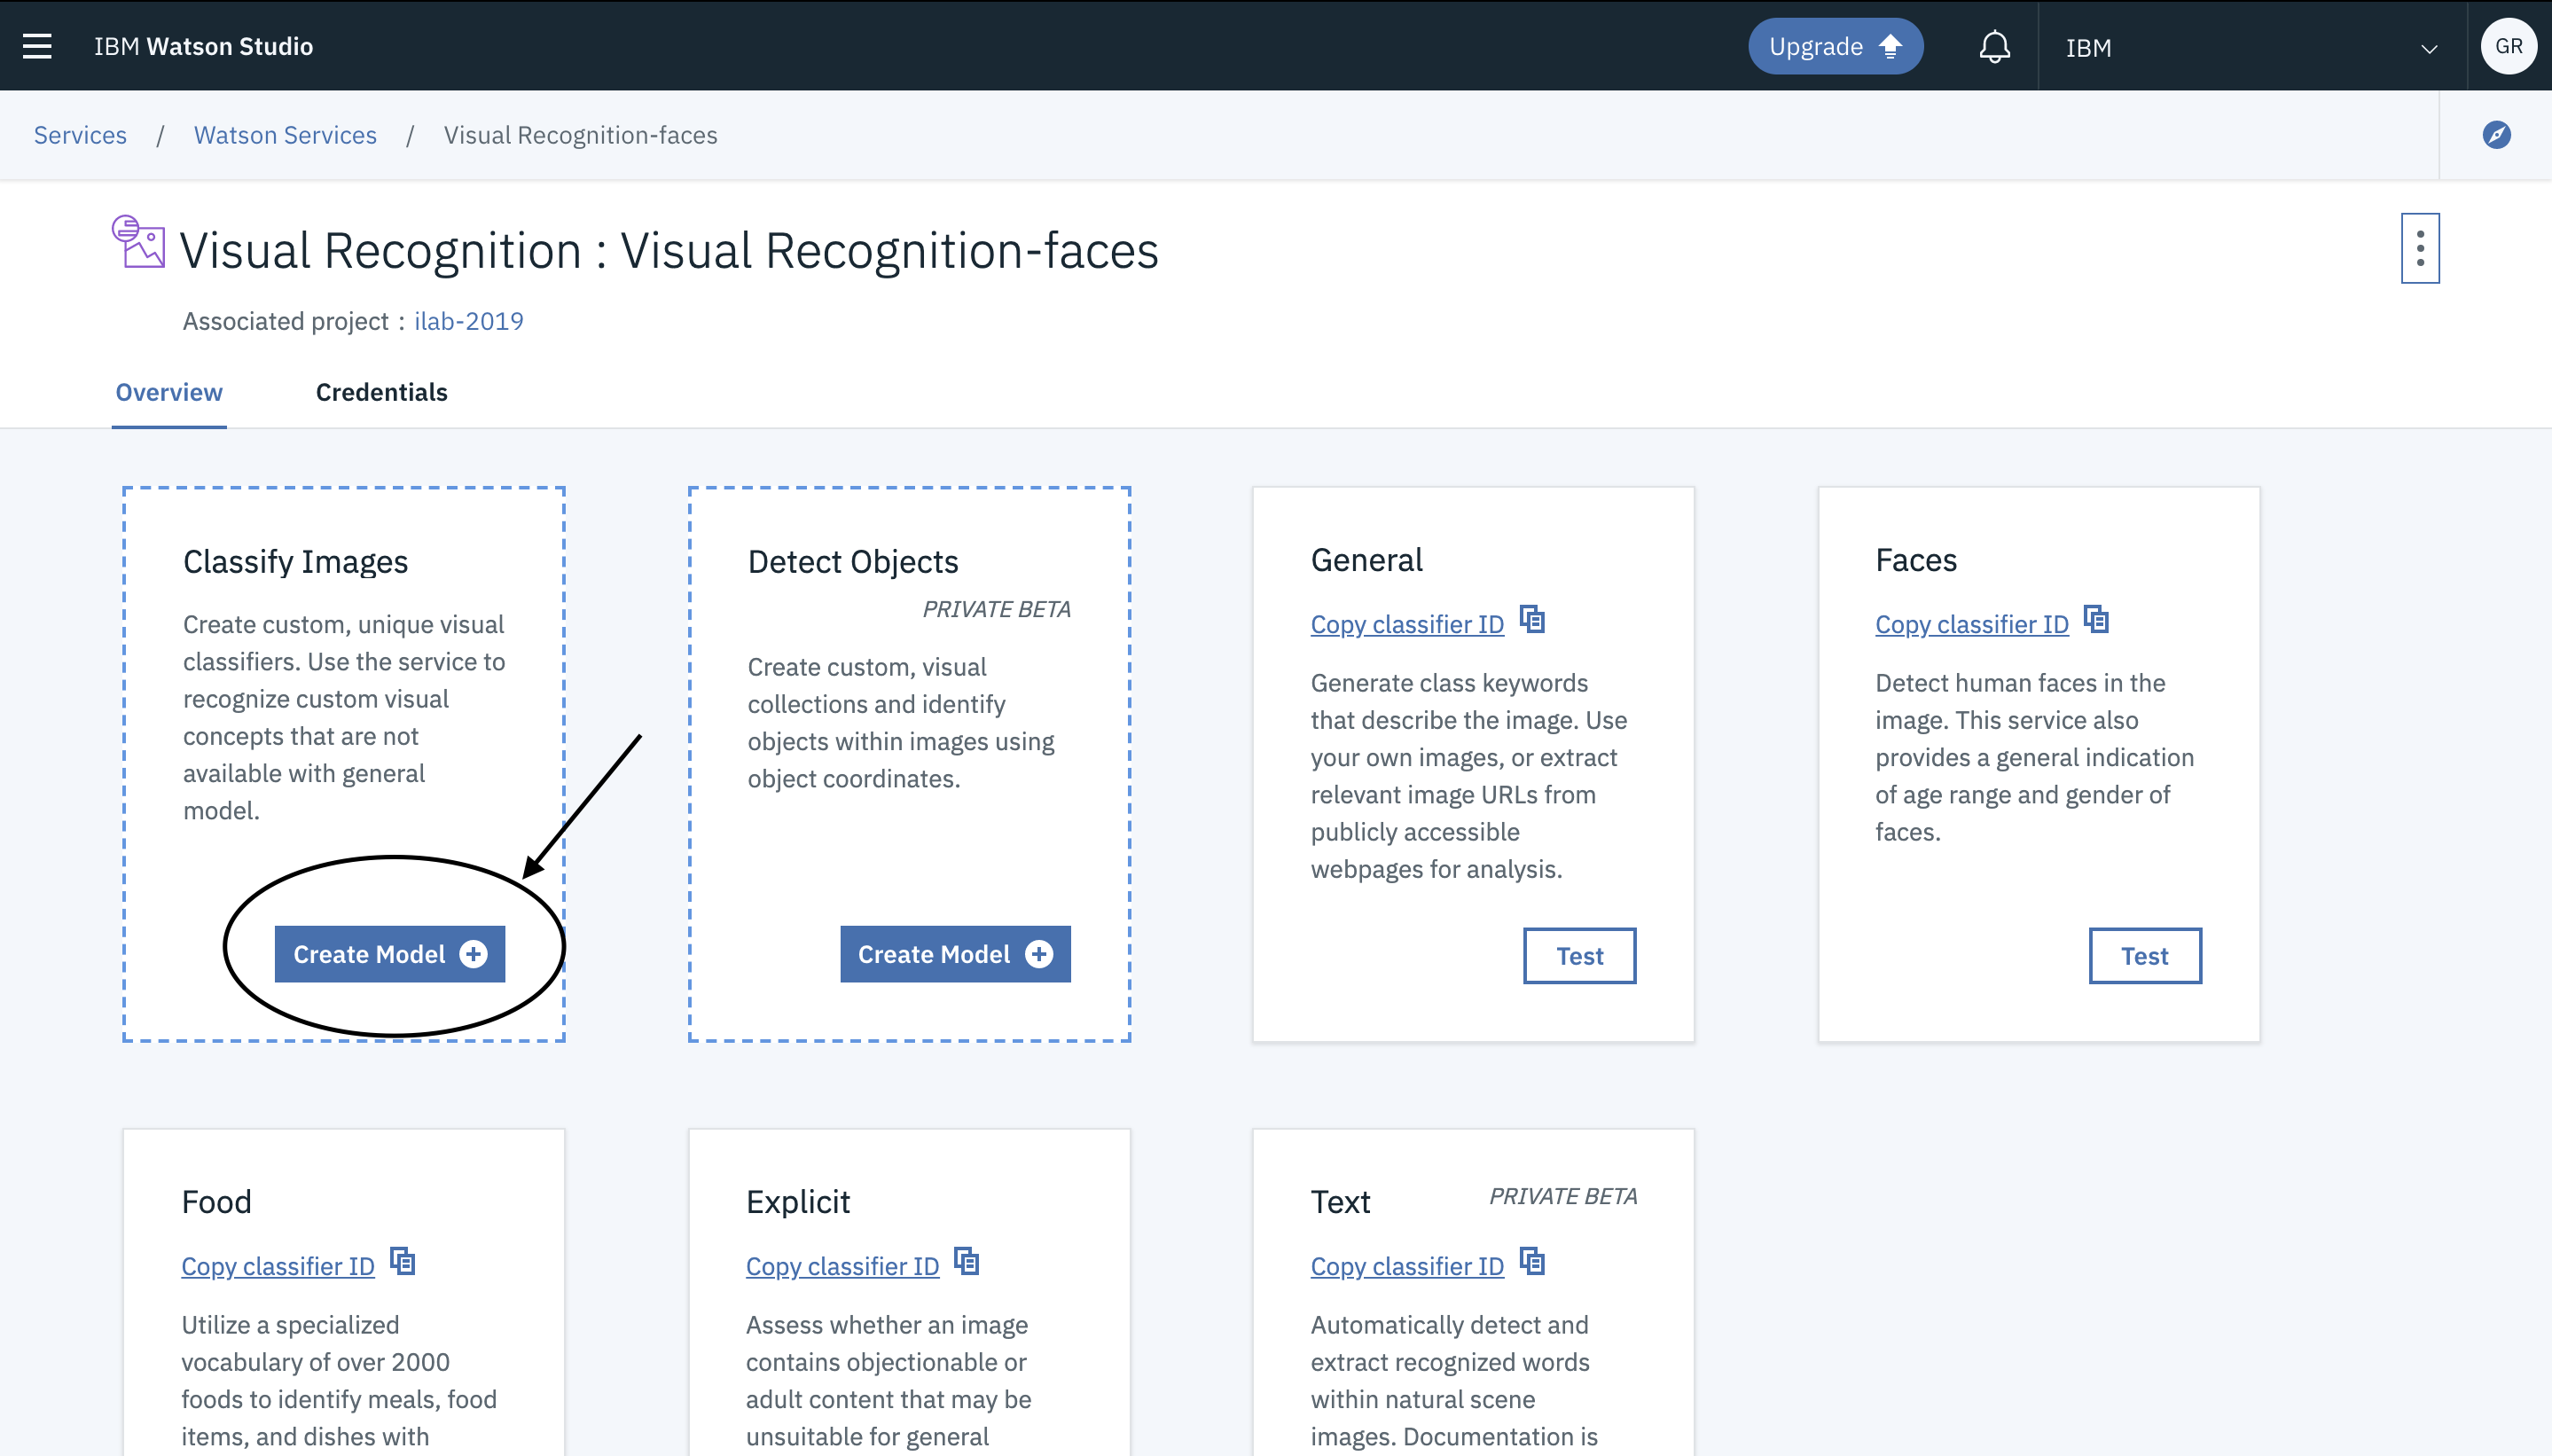 IBM Watson Studio
Upgrade
IBM
GR
Services / Watson Services / Visual Recognition-faces
Visual Recognition : Visual Recognition-faces
Associated project : ilab-2019
Overview
Credentials
Classify Images
Create custom, unique visual
classifiers. Use the service to
recognize custom visual
concepts that are not
available with general
model.
Create Model
Detect Objects
PRIVATE BETA
Create custom, visual
collections and identify
objects within images using
object coordinates.
Create Model
General
Copy classifier ID
Generate class keywords
that describe the image. Use
your own images, or extract
relevant image URLs from
publicly accessible
webpages for analysis.
Test
Faces
Copy classifier ID
Detect human faces in the
image. This service also
provides a general indication
of age range and gender of
faces.
Test
Food
Copy classifier ID
Utilize a specialized
vocabulary of over 2000
foods to identify meals, food
items, and dishes with
Explicit
Copy classifier ID
Assess whether an image
contains objectionable or
adult content that may be
unsuitable for general
Text
PRIVATE BETA
Copy classifier ID
Automatically detect and
extract recognized words
within natural scene
images. Documentation is